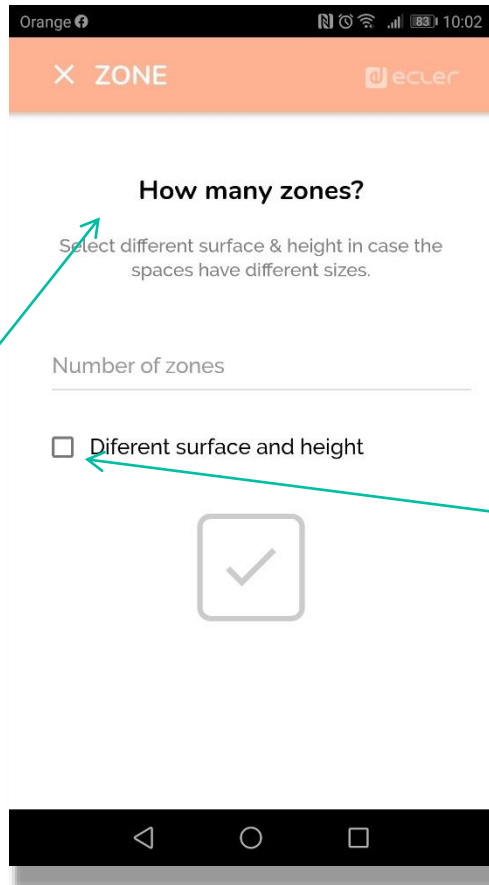 Orange
83 10:02
ZONE
ecler
How many zones?
Select different surface & height in case the
spaces have different sizes.
Number of zones
Diferent surface and height